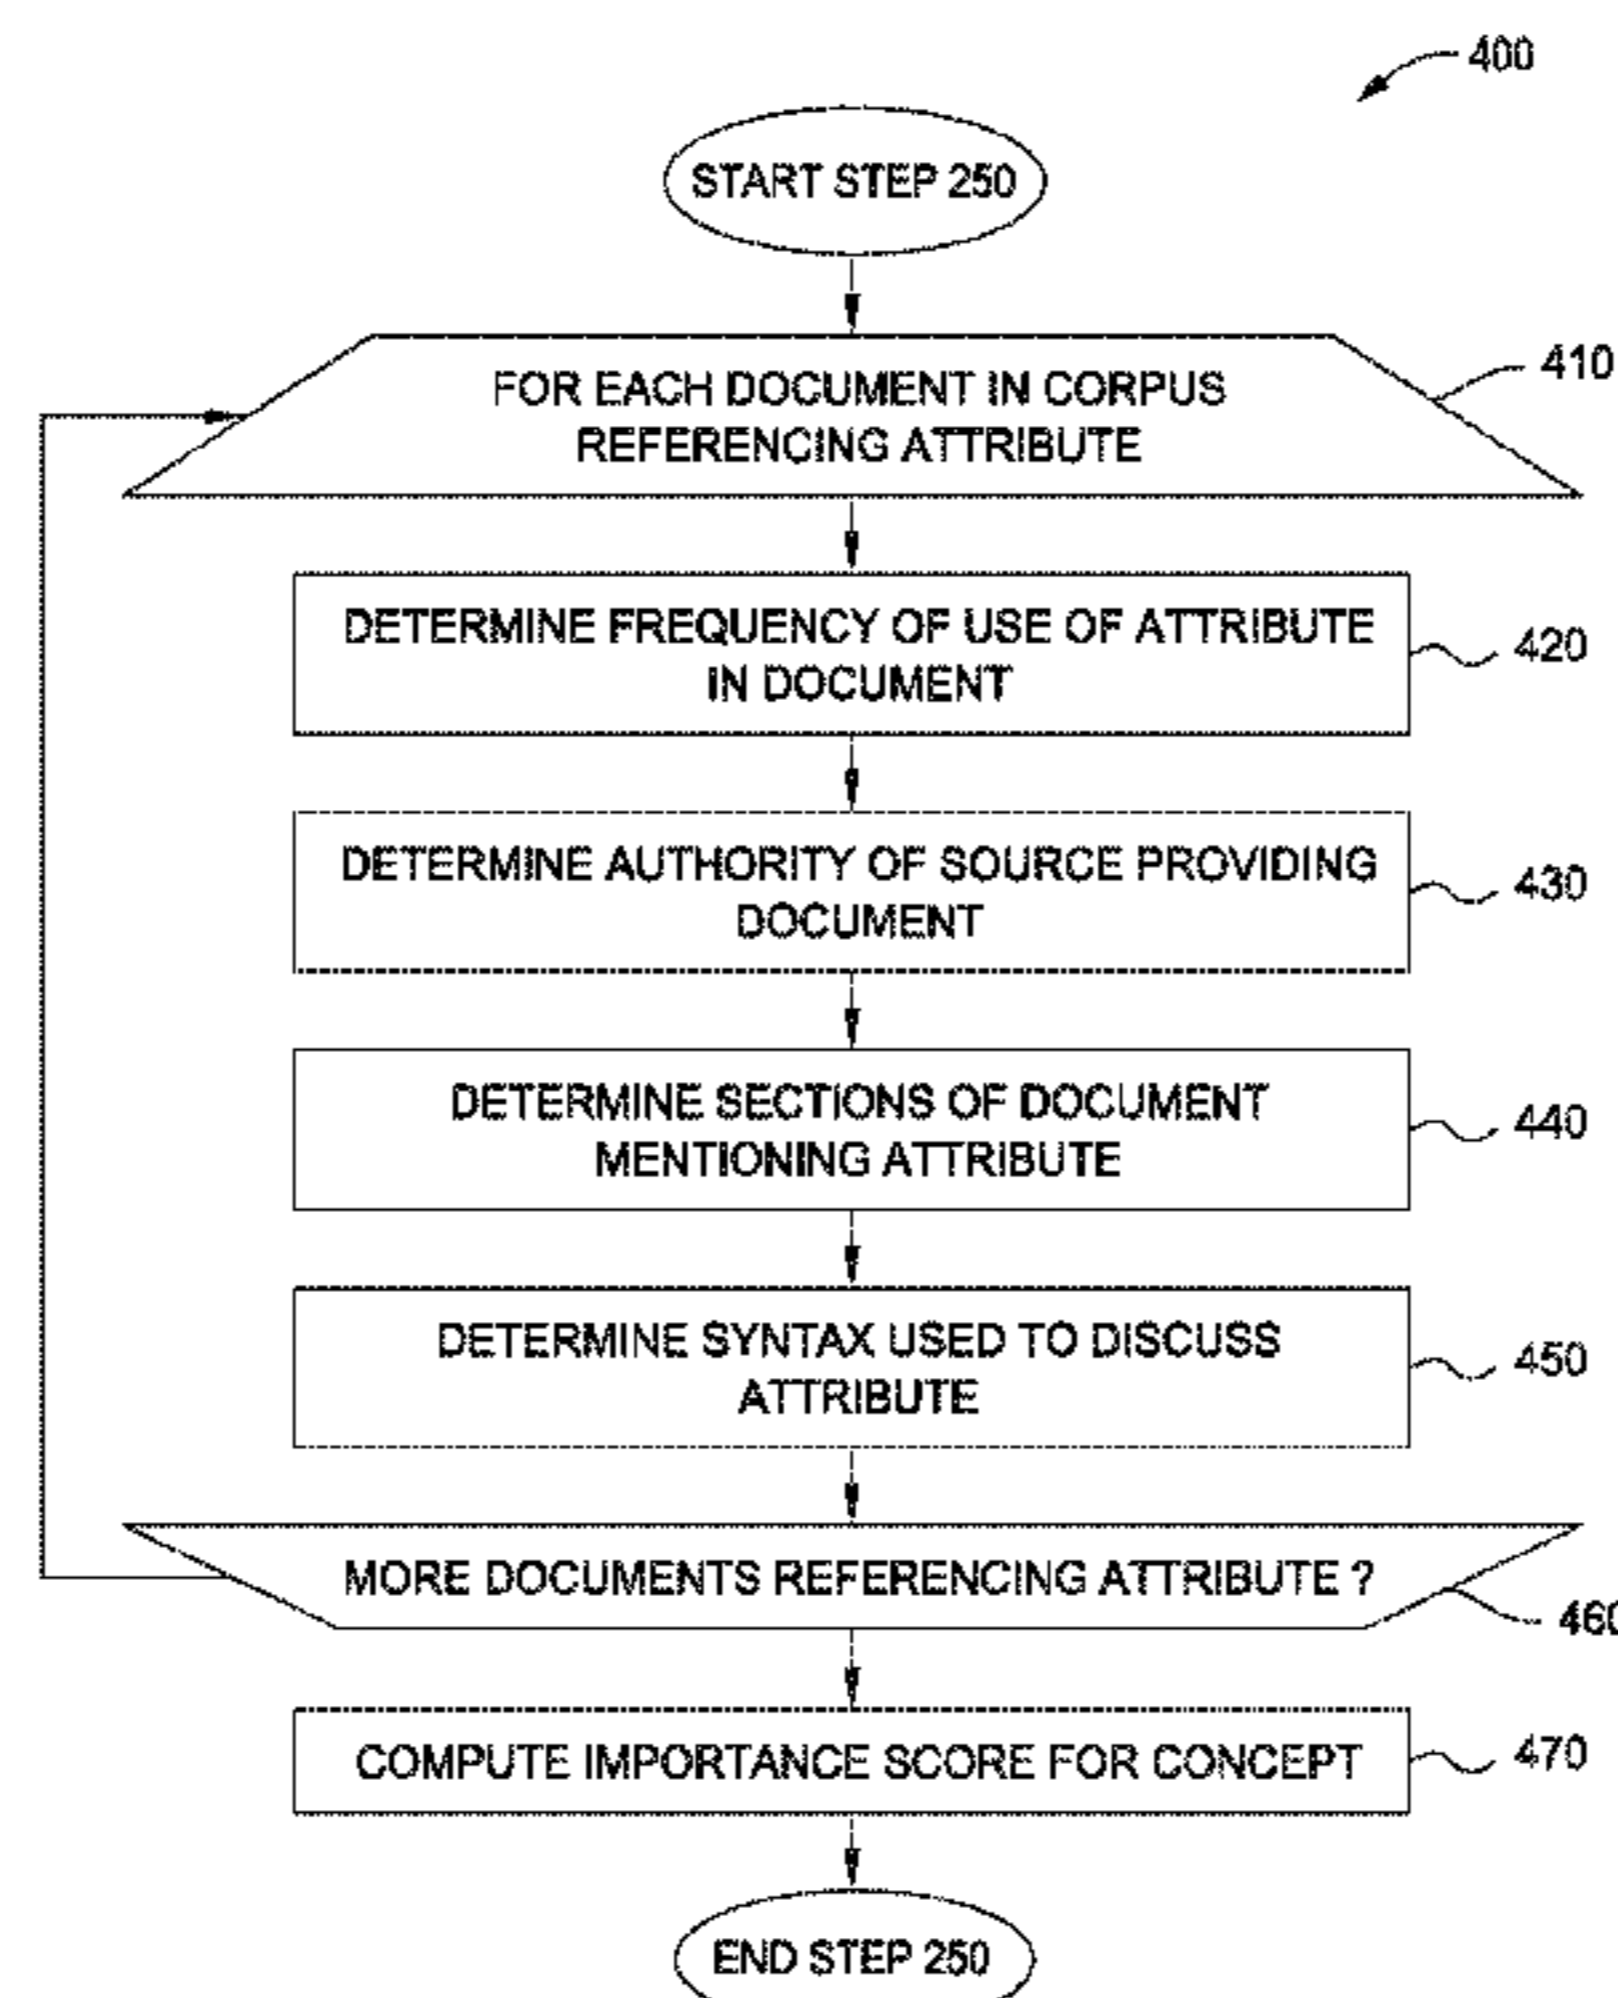 400
START STEP 250
FOR EACH DOCUMENT IN CORPUS
REFERENCING ATTRIBUTE
410
DETERMINE FREQUENCY OF USE OF ATTRIBUTE
IN DOCUMENT
420
DETERMINE AUTHORITY OF SOURCE PROVIDING
DOCUMENT
430
DETERMINE SECTIONS OF DOCUMENT
MENTIONING ATTRIBUTE
440
DETERMINE SYNTAX USED TO DISCUSS
ATTRIBUTE
450
MORE DOCUMENTS REFERENCING ATTRIBUTE ?
460
COMPUTE IMPORTANCE SCORE FOR CONCEPT
470
END STEP 250